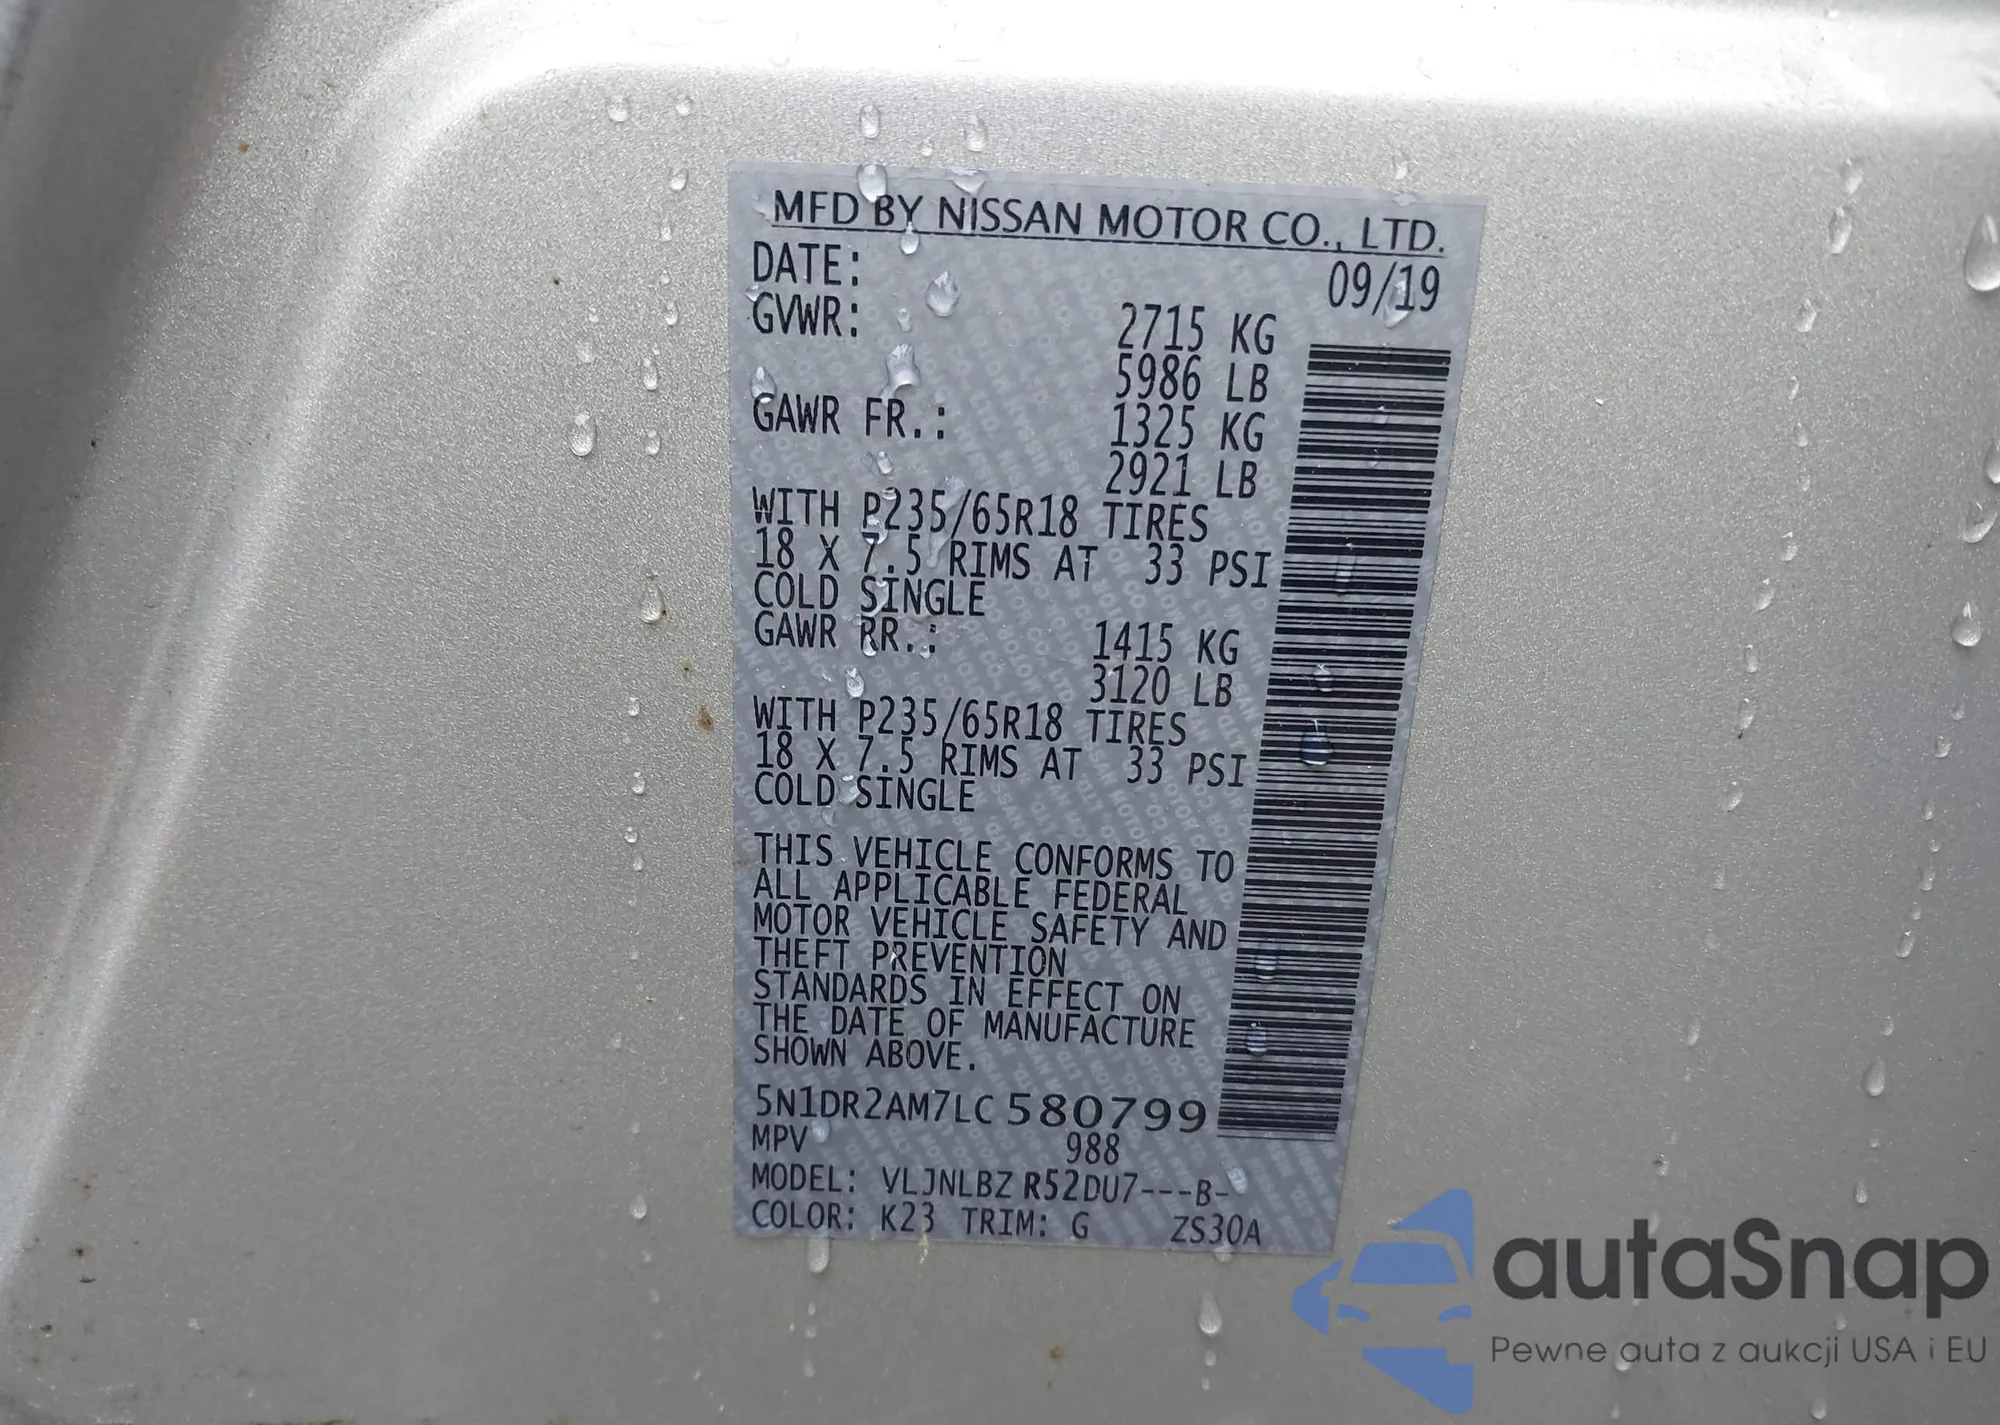 MFD BY NISSAN MOTOR CO., LTD.
DATE: 09/19
GVWR: 2715 KG
5986 LB
GAWR FR.: 1325 KG
2921 LB
WITH P235/65R18 TIRES
18 X 7.5 RIMS AT 33 PSI
COLD SINGLE
GAWR RR.: 1415 KG
3120 LB
WITH P235/65R18 TIRES
18 X 7.5 RIMS AT 33 PSI
COLD SINGLE
THIS VEHICLE CONFORMS TO
ALL APPLICABLE FEDERAL
MOTOR VEHICLE SAFETY AND
THEFT PREVENTION
STANDARDS IN EFFECT ON
THE DATE OF MANUFACTURE
SHOWN ABOVE.
5N1DR2AM7LC580799
MPV 988
MODEL: VLJNLBZ R52DU7---B-
COLOR: K23 TRIM: G ZS30A
autaSnap
Pewne auta z aukcji USA i EU